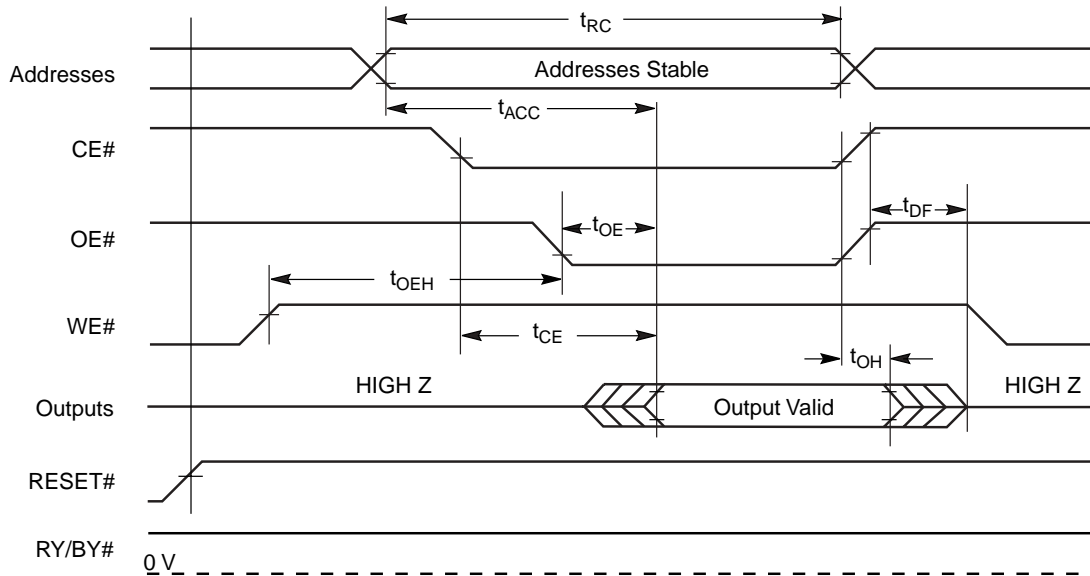 tRC
Addresses
Addresses Stable
tACC
CE#
tDF
tOE
OE#
tOEH
WE#
tCE
tOH
HIGH Z
HIGH Z
Outputs
Output Valid
RESET#
RY/BY#
0 V